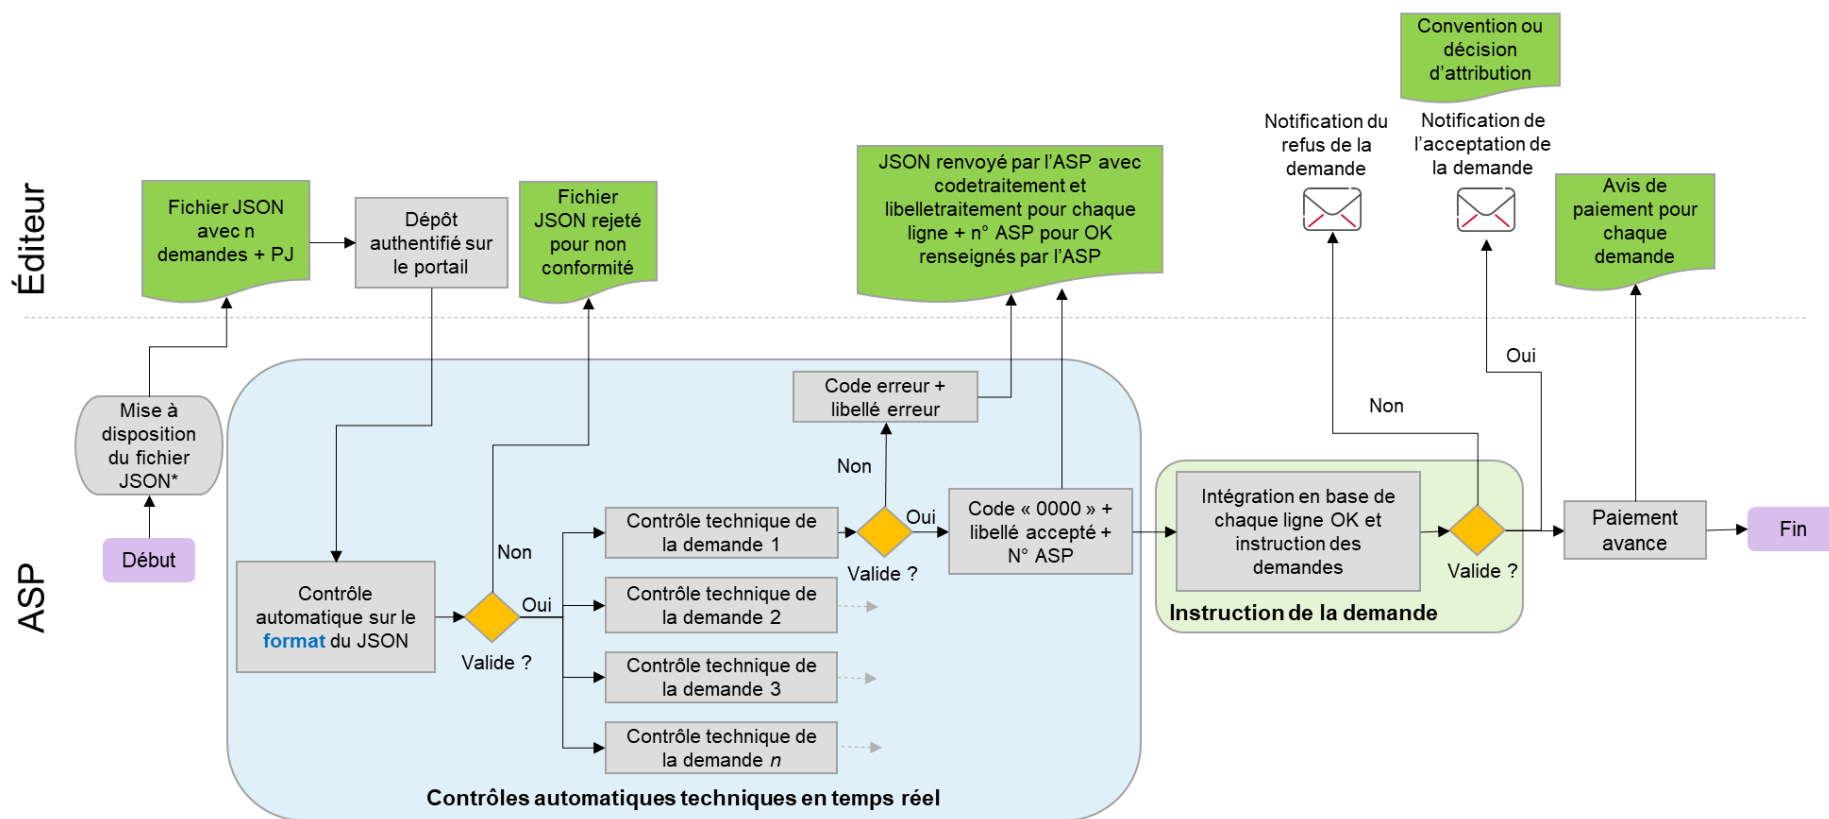 Éditeur
ASP
Début
Mise à
disposition
du fichier
JSON*
Fichier JSON
avec n
demandes + PJ
Dépôt
authentifié sur
le portail
Fichier
JSON rejeté
pour non
conformité
JSON renvoyé par l'ASP avec
codetraitement et
libelletraitement pour chaque
ligne + n° ASP pour OK
renseignés par l'ASP
Notification du
refus de la
demande
Convention ou
décision
d'attribution
Notification de
l'acceptation de
la demande
Avis de
paiement pour
chaque
demande
Contrôle
automatique sur le
format du JSON
Valide ?
Non
Oui
Contrôle technique de
la demande 1
Contrôle technique de
la demande 2
Contrôle technique de
la demande 3
Contrôle technique de
la demande n
Valide ?
Non
Oui
Code erreur +
libellé erreur
Code « 0000 » +
libellé accepté +
N° ASP
Contrôles automatiques techniques en temps réel
Intégration en base de
chaque ligne OK et
instruction des
demandes
Instruction de la demande
Valide ?
Non
Oui
Paiement
avance
Fin